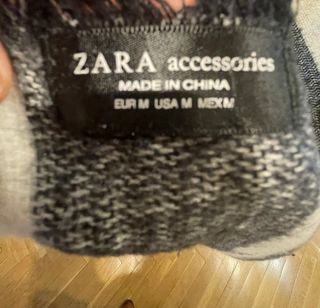 ZARA accessories
MADE IN CHINA
EUR M USA M MEX M